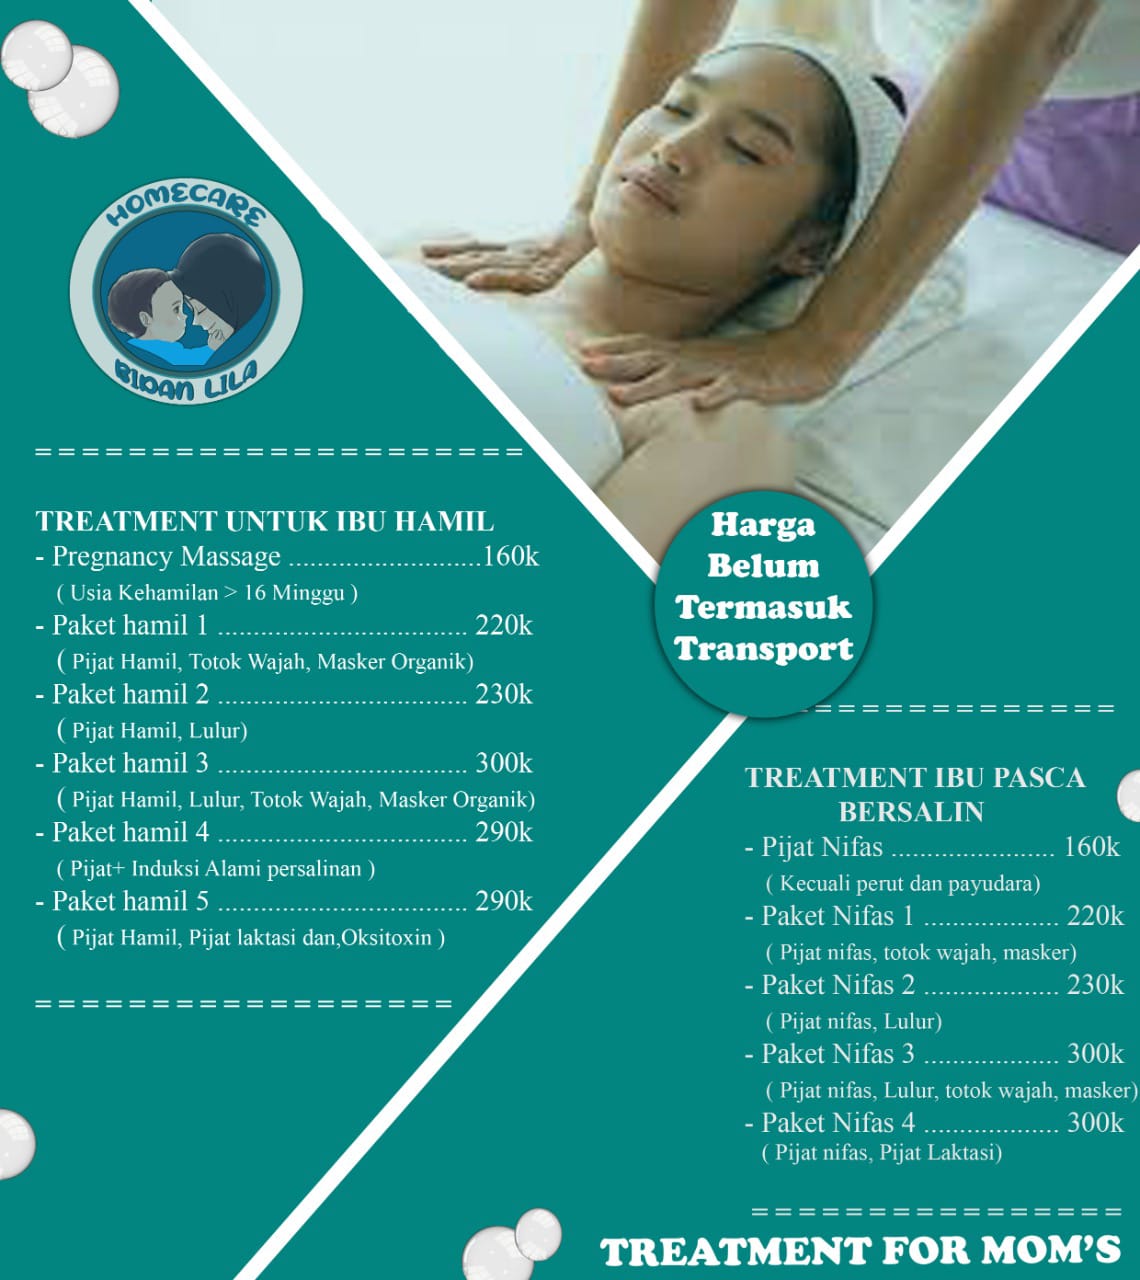 HOMECARE
BIDAN LILA
= = = = = = = = = = = = = = = = = = = = =
TREATMENT UNTUK IBU HAMIL
- Pregnancy Massage ...........................160k
( Usia Kehamilan > 16 Minggu )
- Paket hamil 1 ................................... 220k
( Pijat Hamil, Totok Wajah, Masker Organik)
- Paket hamil 2 ................................... 230k
( Pijat Hamil, Lulur)
- Paket hamil 3 ................................... 300k
( Pijat Hamil, Lulur, Totok Wajah, Masker Organik)
- Paket hamil 4 ................................... 290k
( Pijat+ Induksi Alami persalinan )
- Paket hamil 5 ................................... 290k
( Pijat Hamil, Pijat laktasi dan,Oksitoxin )
= = = = = = = = = = = = = = = = = =
Harga
Belum
Termasuk
Transport
= = = = = = = = = = = = = =
TREATMENT IBU PASCA
BERSALIN
- Pijat Nifas ....................... 160k
( Kecuali perut dan payudara)
- Paket Nifas 1 ................... 220k
( Pijat nifas, totok wajah, masker)
- Paket Nifas 2 ................... 230k
( Pijat nifas, Lulur)
- Paket Nifas 3 ................... 300k
( Pijat nifas, Lulur, totok wajah, masker)
- Paket Nifas 4 ................... 300k
( Pijat nifas, Pijat Laktasi)
= = = = = = = = = = = = = = = =
TREATMENT FOR MOM'S